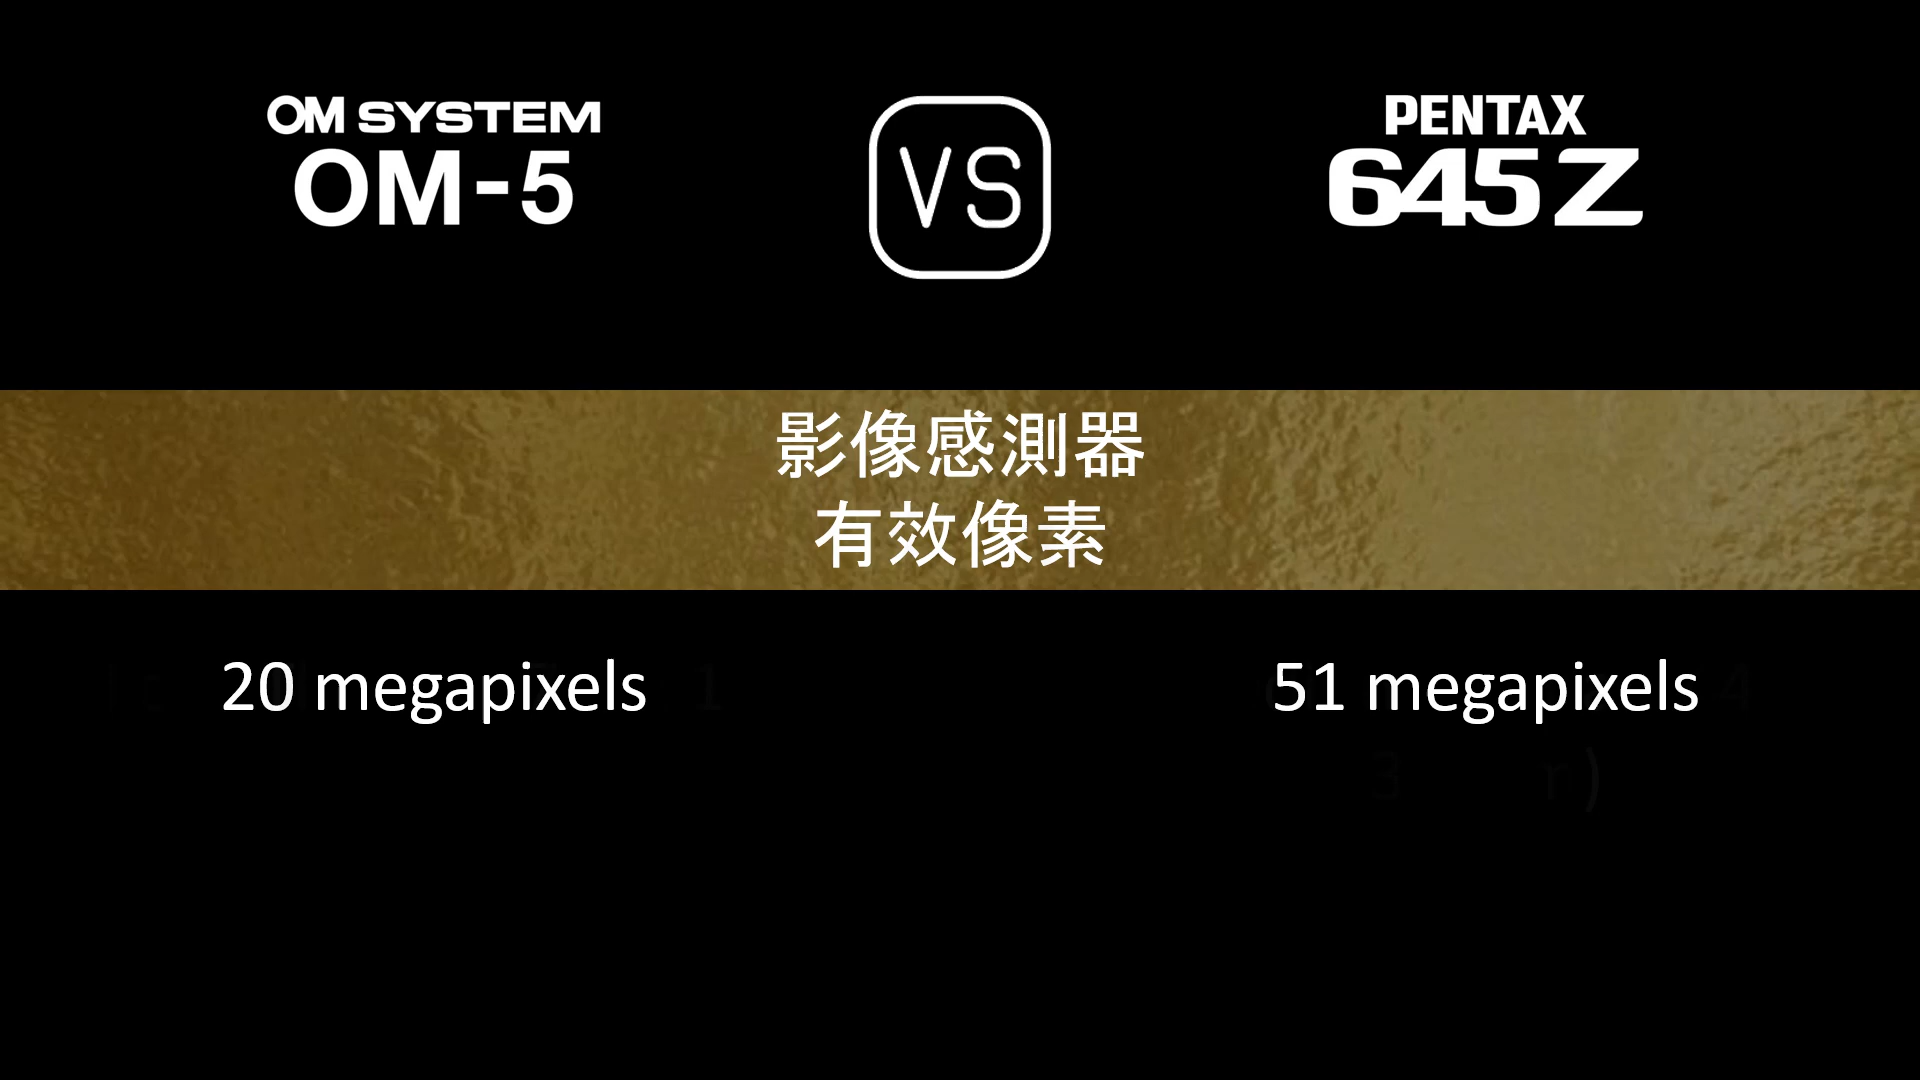 OM SYSTEM
OM-5
VS
PENTAX
645Z
影像感測器
有效像素
20 megapixels
51 megapixels